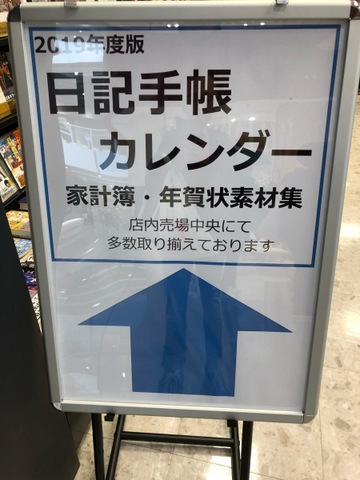 2019年度版
日記手帳
カレンダー
家計簿・年賀状素材集
店内売場中央にて
多数取り揃えております